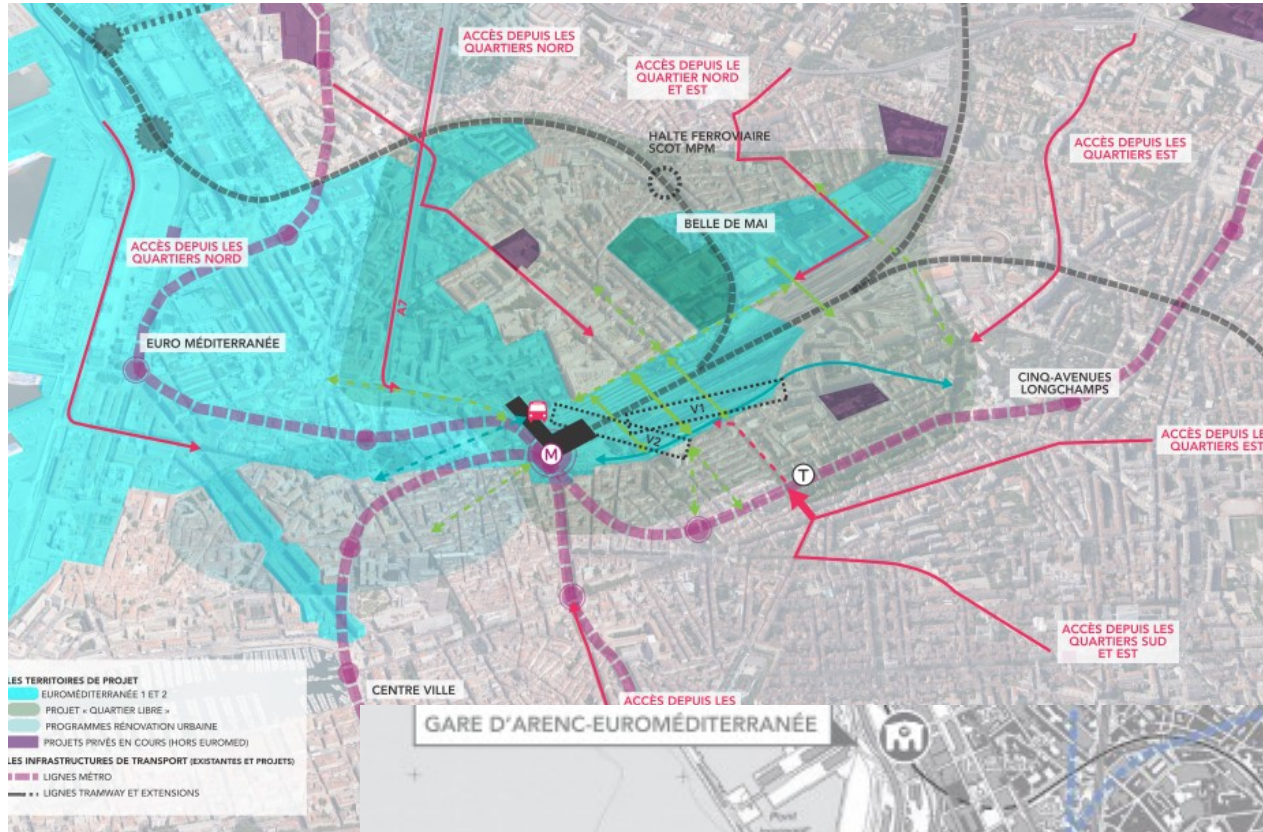 ACCÈS DEPUIS LES
QUARTIERS NORD
ACCÈS DEPUIS LE
QUARTIER NORD
ET EST
HALTE FERROVIAIRE
SCOT MPM
ACCÈS DEPUIS LES
QUARTIERS EST
BELLE DE MAI
ACCÈS DEPUIS LES
QUARTIERS NORD
A7
EURO MÉDITERRANÉE
CINQ-AVENUES
LONGCHAMPS
V1
V2
M
T
ACCÈS DEPUIS LE
QUARTIERS EST
ACCÈS DEPUIS LES
QUARTIERS SUD
ET EST
CENTRE VILLE
ACCÈS DEPUIS LES
LES TERRITOIRES DE PROJET
EUROMÉDITERRANÉE 1 ET 2
PROJET « QUARTIER LIBRE »
PROGRAMMES RÉNOVATION URBAINE
PROJETS PRIVÉS EN COURS (HORS EUROMED)
LES INFRASTRUCTURES DE TRANSPORT (EXISTANTES ET PROJETS)
LIGNES MÉTRO
LIGNES TRAMWAY ET EXTENSIONS
GARE D'ARENC-EUROMÉDITERRANÉE
Pont